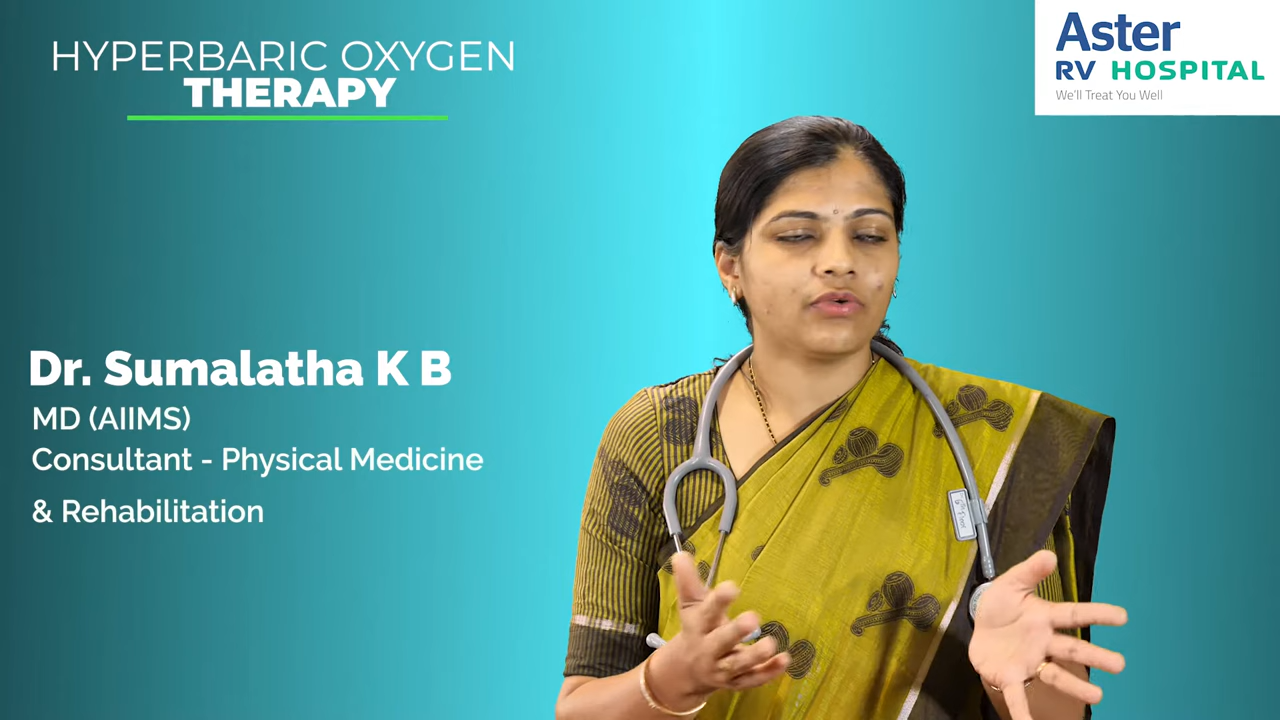 HYPERBARIC OXYGEN
THERAPY
Aster
RV HOSPITAL
We'll Treat You Well
Dr. Sumalatha K B
MD (AIIMS)
Consultant - Physical Medicine
& Rehabilitation